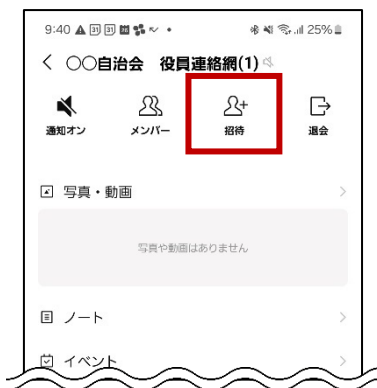 9:40 31 31 25%
○○自治会 役員連絡網(1)
通知オン メンバー 招待 退会
写真・動画
写真や動画はありません
ノート
イベント